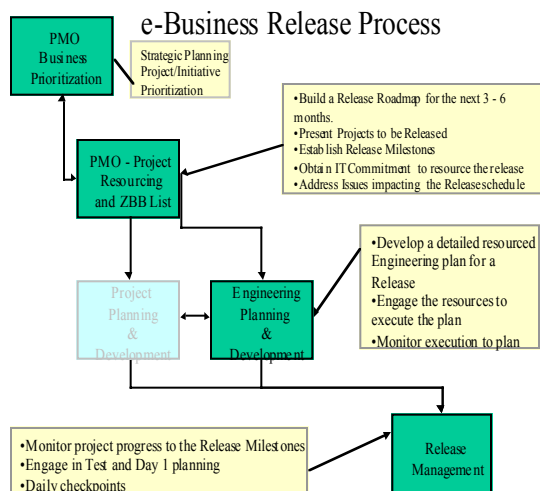 e-Business Release Process
PMO
Business
Prioritization
Strategic Planning
Project/Initiative
Prioritization
•Build a Release Roadmap for the next 3 - 6
months.
•Present Projects to be Released
•Establish Release Milestones
•Obtain IT Commitment to resource the release
•Address Issues impacting the Release schedule
PMO - Project
Resourcing
and ZBB List
•Develop a detailed resourced
Engineering plan for a
Release
•Engage the resources to
execute the plan
•Monitor execution to plan
Project
Planning
&
Development
Engineering
Planning
&
Development
•Monitor project progress to the Release Milestones
•Engage in Test and Day 1 planning
•Daily checkpoints
Release
Management